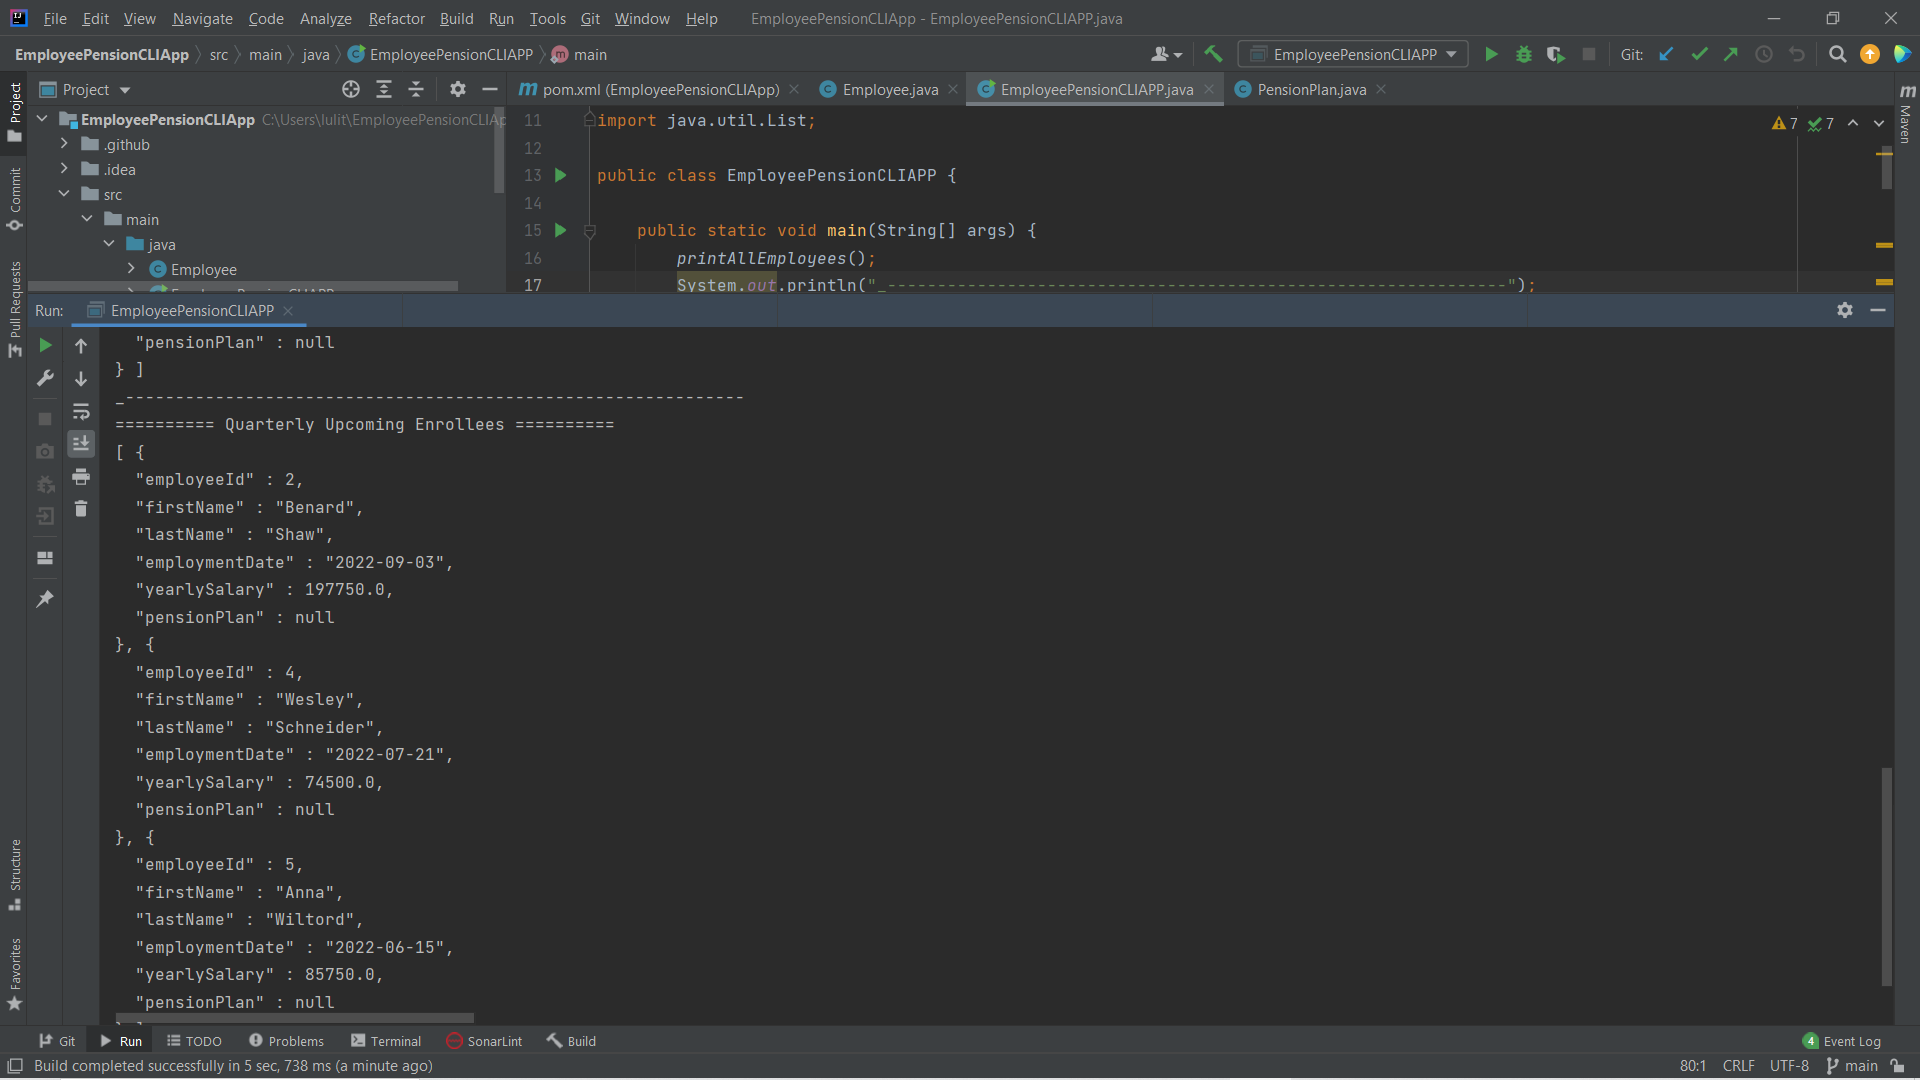 File Edit View Navigate Code Analyze Refactor Build Run Tools Git Window Help EmployeePensionCLIApp - EmployeePensionCLIAPP.java
EmployeePensionCLIApp src main java EmployeePensionCLIAPP main EmployeePensionCLIAPP Git:
Project
pom.xml (EmployeePensionCLIApp) Employee.java EmployeePensionCLIAPP.java PensionPlan.java
EmployeePensionCLIApp C:\Users\lulit\EmployeePensionCLIAp
.github
.idea
src
main
java
Employee
11 import java.util.List;
12
13 public class EmployeePensionCLIAPP {
14
15 public static void main(String[] args) {
16 printAllEmployees();
17 System.out.println("_--------------------------------------------------------------");
7 7
Project
Commit
Pull Requests
Structure
Favorites
Maven
Run: EmployeePensionCLIAPP
"pensionPlan" : null
} ]
_--------------------------------------------------------------
========== Quarterly Upcoming Enrollees ==========
[ {
"employeeId" : 2,
"firstName" : "Benard",
"lastName" : "Shaw",
"employmentDate" : "2022-09-03",
"yearlySalary" : 197750.0,
"pensionPlan" : null
}, {
"employeeId" : 4,
"firstName" : "Wesley",
"lastName" : "Schneider",
"employmentDate" : "2022-07-21",
"yearlySalary" : 74500.0,
"pensionPlan" : null
}, {
"employeeId" : 5,
"firstName" : "Anna",
"lastName" : "Wiltord",
"employmentDate" : "2022-06-15",
"yearlySalary" : 85750.0,
"pensionPlan" : null
Git Run TODO Problems Terminal SonarLint Build 4 Event Log
Build completed successfully in 5 sec, 738 ms (a minute ago) 80:1 CRLF UTF-8 main